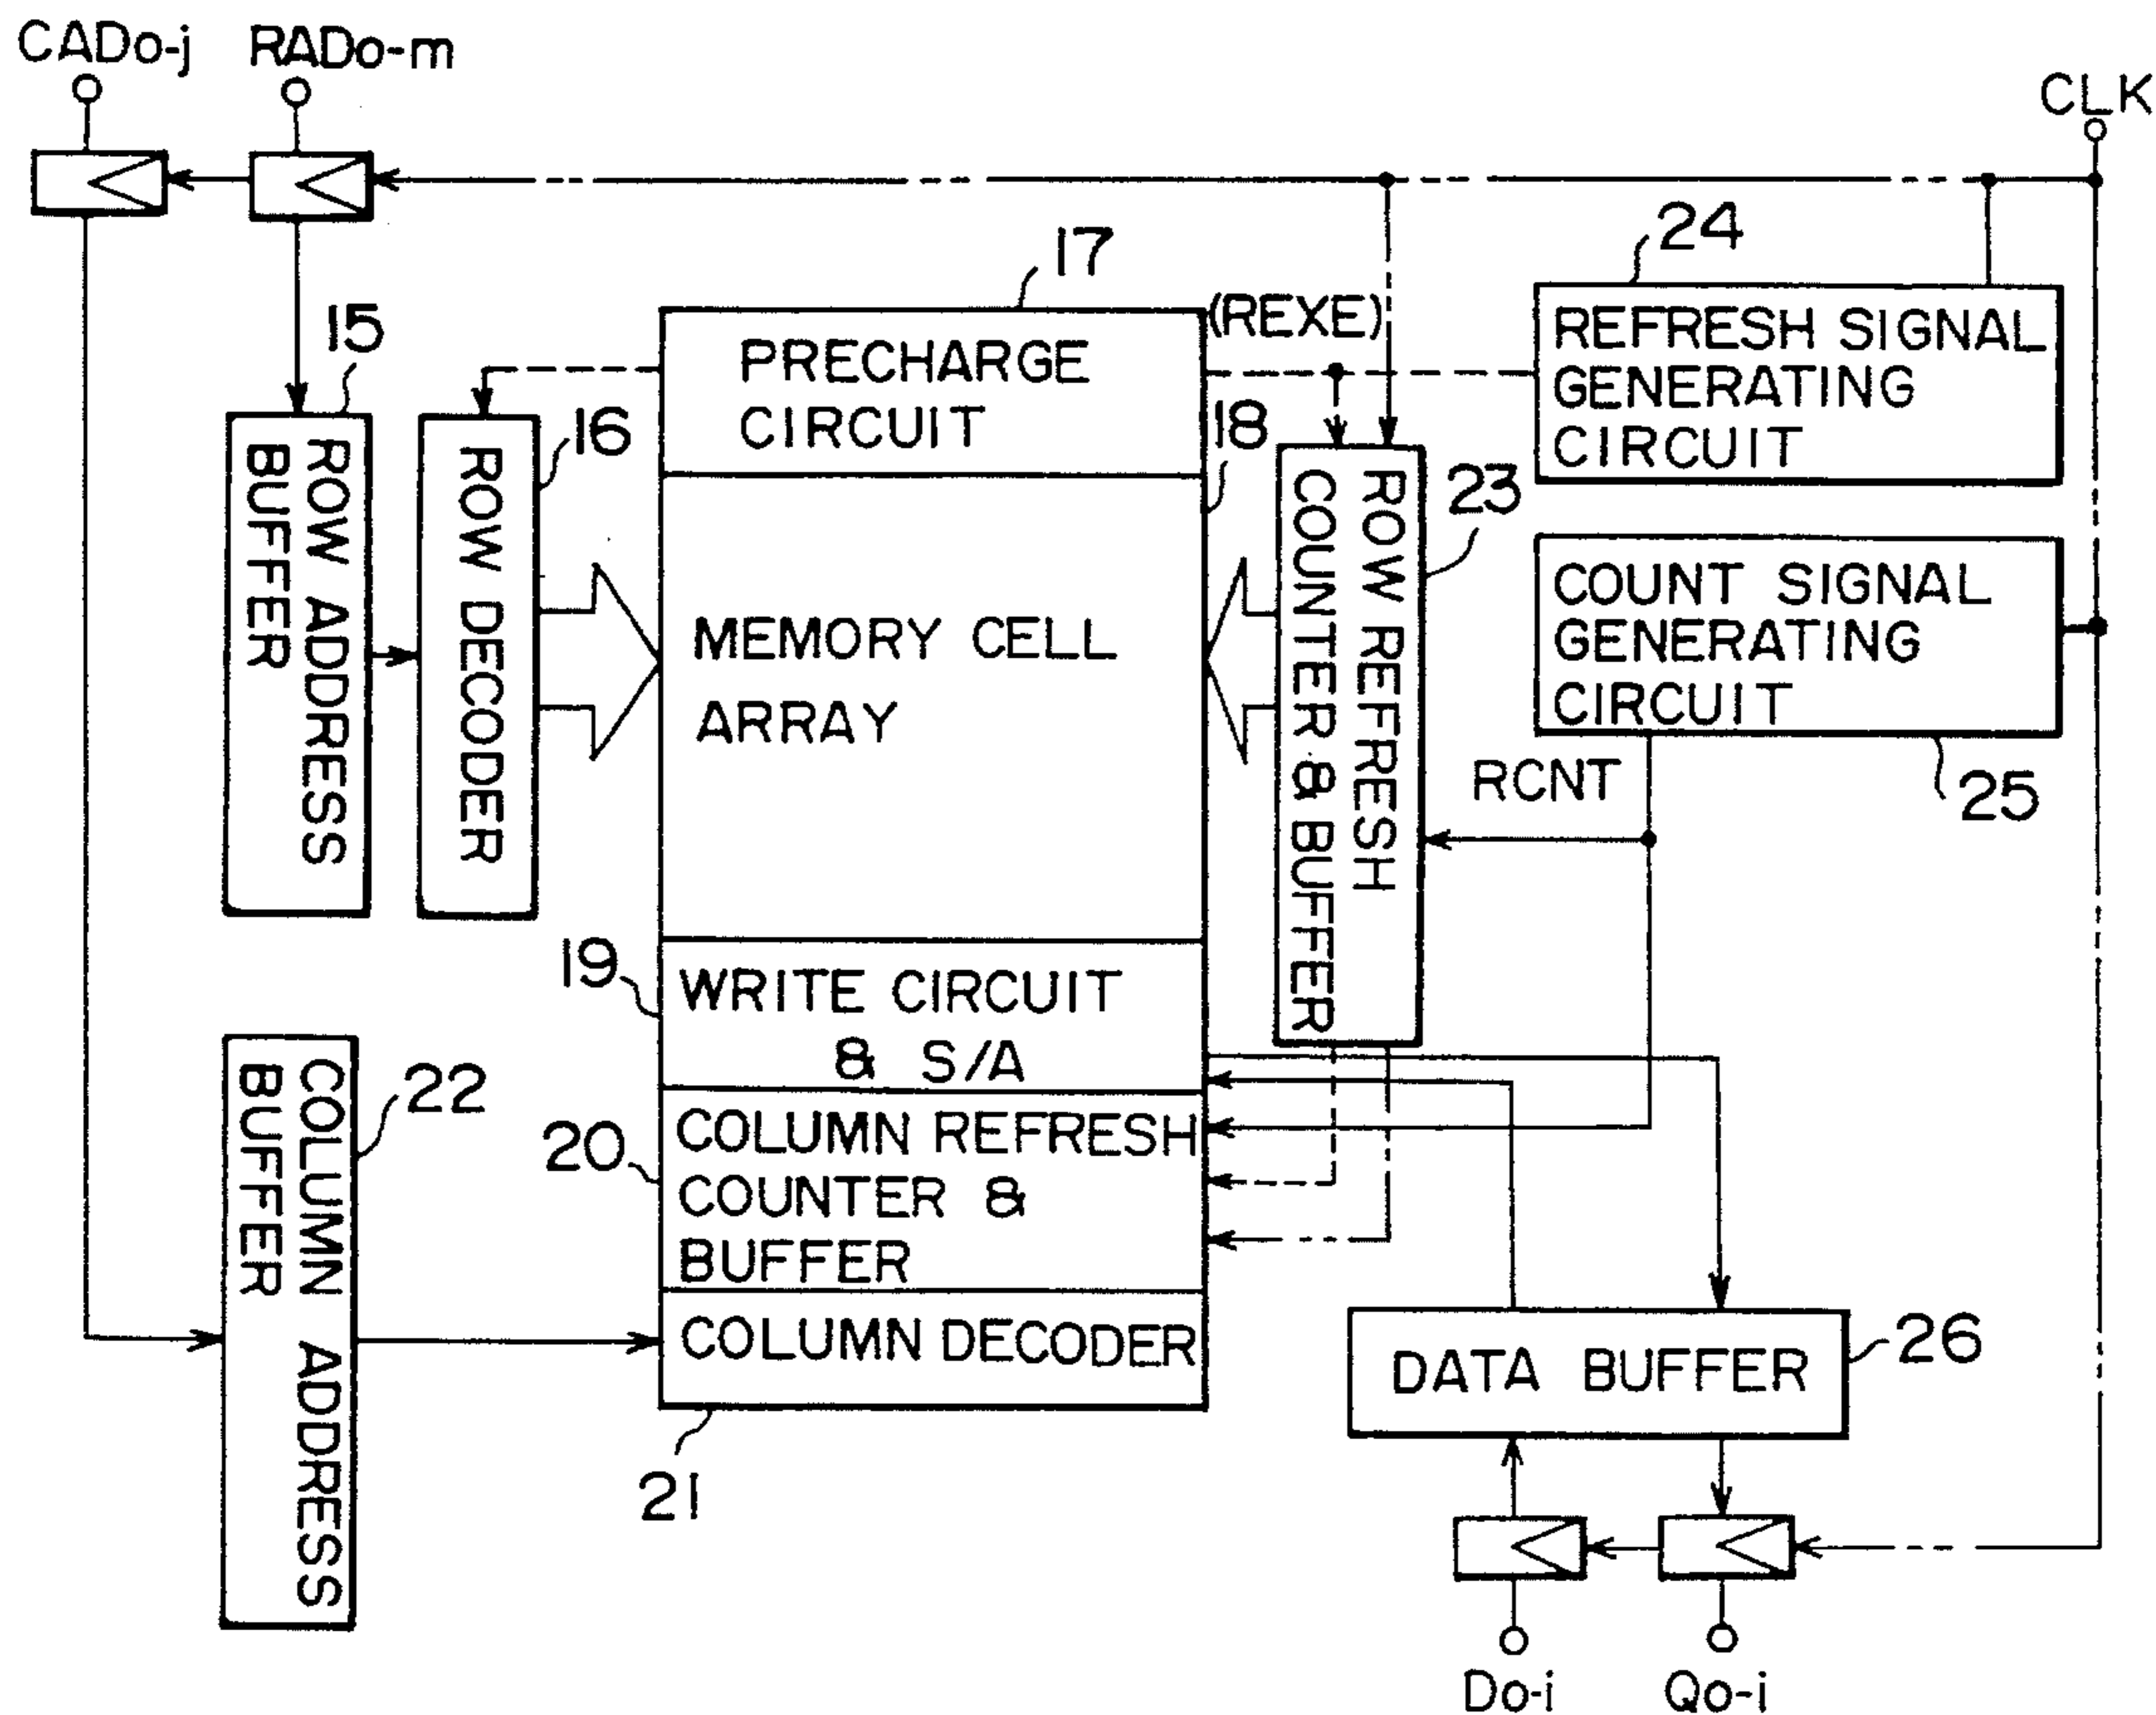 CADo-j
RADo-m
CLK
24
17
(REXE)
15
REFRESH SIGNAL
GENERATING
CIRCUIT
PRECHARGE
CIRCUIT
16
18
ROW ADDRESS
BUFFER
ROW DECODER
23
ROW REFRESH
COUNTER & BUFFER
COUNT SIGNAL
GENERATING
CIRCUIT
MEMORY CELL
ARRAY
RCNT
25
19
WRITE CIRCUIT
& S/A
22
COLUMN ADDRESS
BUFFER
20
COLUMN REFRESH
COUNTER &
BUFFER
COLUMN DECODER
26
DATA BUFFER
21
Do-i
Qo-i